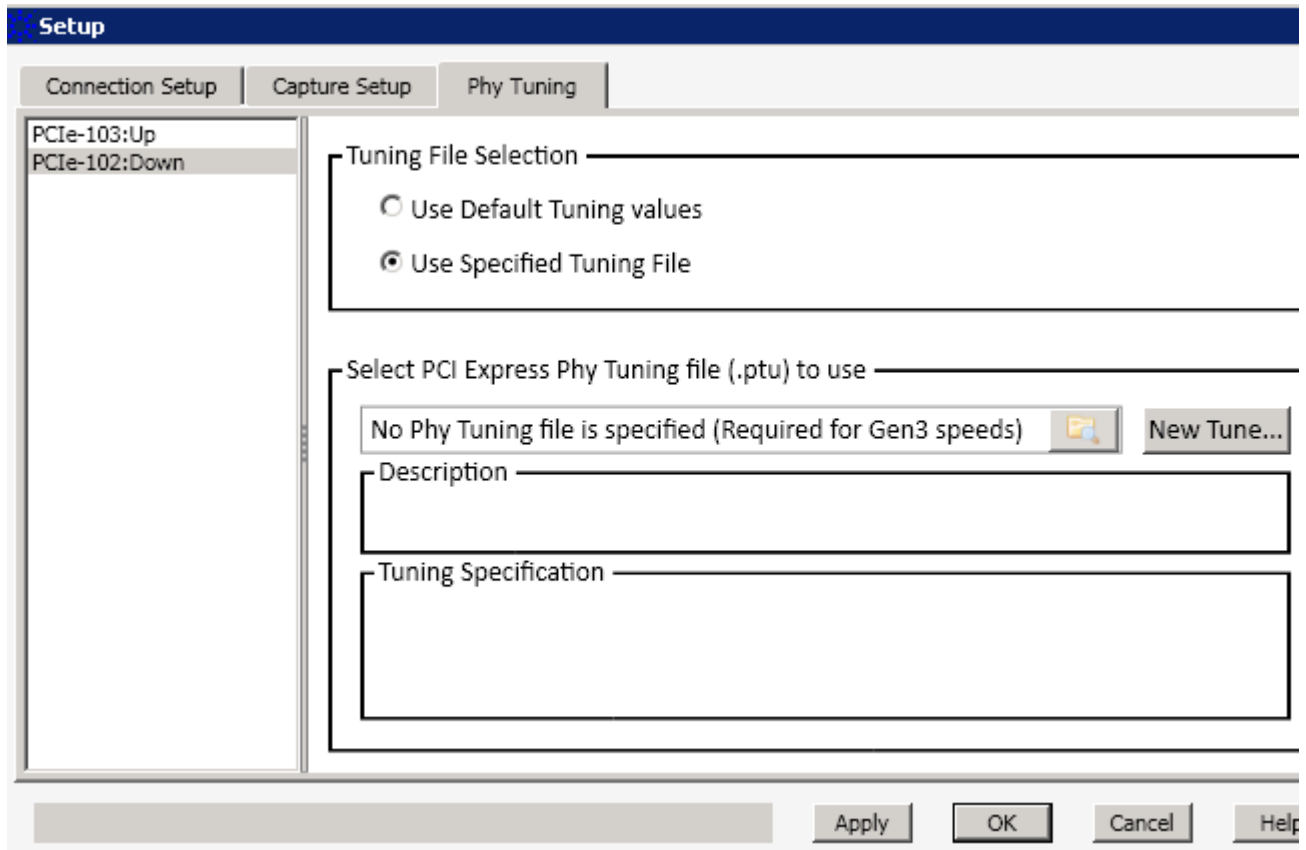 Setup
Connection Setup
Capture Setup
Phy Tuning
PCIe-103:Up
PCIe-102:Down
Tuning File Selection
Use Default Tuning values
Use Specified Tuning File
Select PCI Express Phy Tuning file (.ptu) to use
No Phy Tuning file is specified (Required for Gen3 speeds)
New Tune...
Description
Tuning Specification
Apply
OK
Cancel
Help